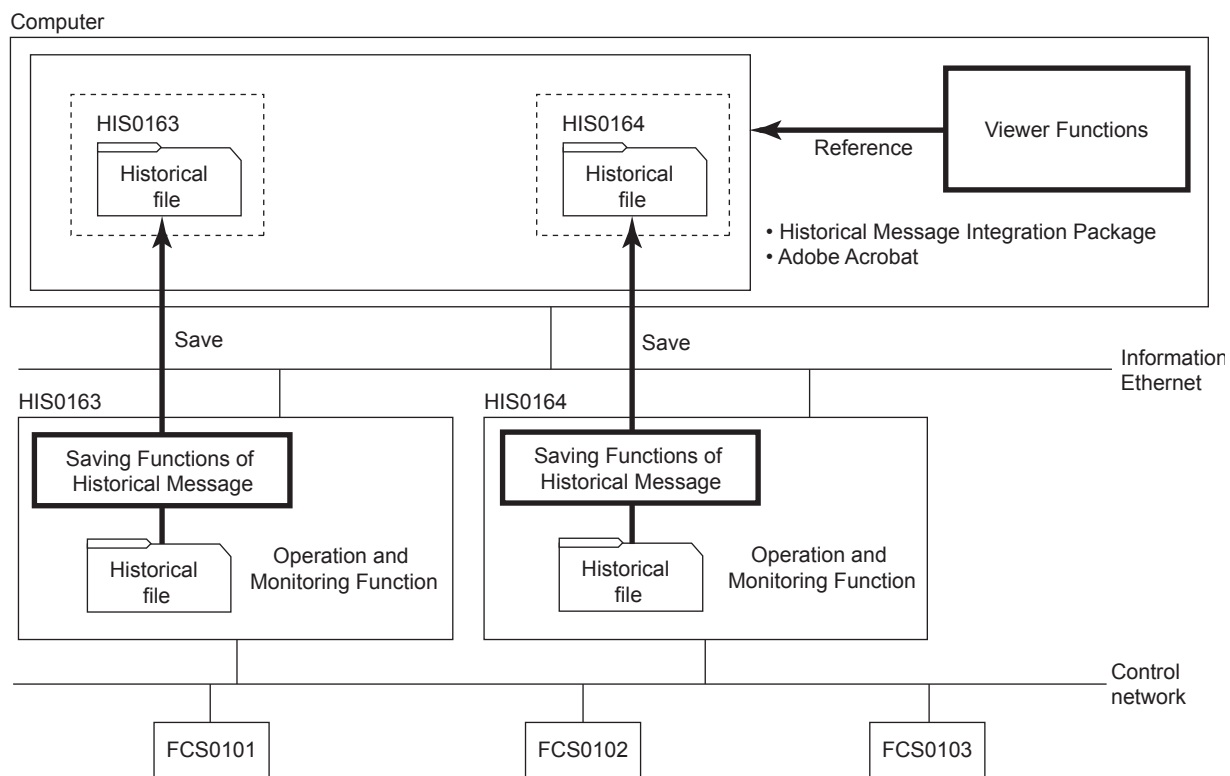 Computer
HIS0163
Historical
file
HIS0164
Historical
file
Reference
Viewer Functions
• Historical Message Integration Package
• Adobe Acrobat
Save
Save
Information
Ethernet
HIS0163
Saving Functions of
Historical Message
Historical
file
Operation and
Monitoring Function
HIS0164
Saving Functions of
Historical Message
Historical
file
Operation and
Monitoring Function
Control
network
FCS0101
FCS0102
FCS0103